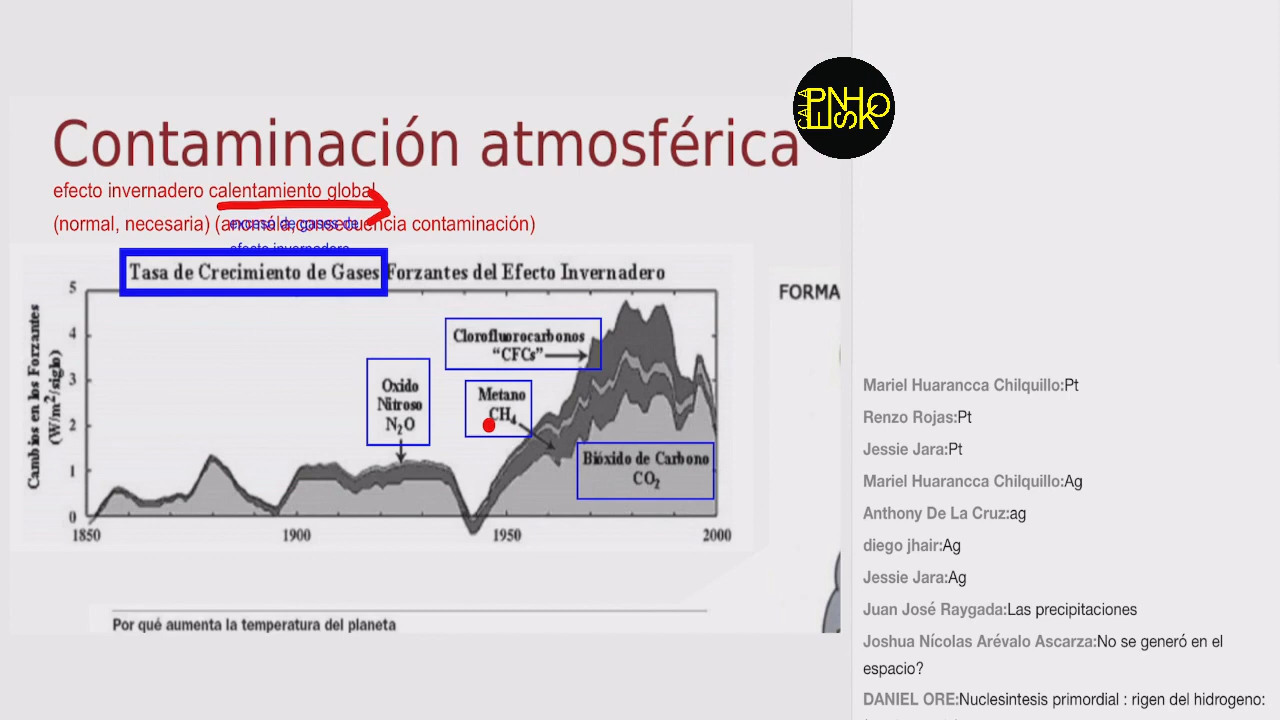 Contaminación atmosférica
efecto invernadero calentamiento global
(normal, necesaria) (anomála, consecuencia contaminación)
exceso de gases de
efecto invernadero
Tasa de Crecimiento de Gases Forzantes del Efecto Invernadero
Cambios en los Forzantes
(W/m²/siglo)
5
4
3
2
1
0
1850
1900
1950
2000
Clorofluorocarbonos
“CFCs”
Oxido
Nitroso
N₂O
Metano
CH₄
Bióxido de Carbono
CO₂
FORMA
Por qué aumenta la temperatura del planeta
Mariel Huarancca Chilquillo:Pt
Renzo Rojas:Pt
Jessie Jara:Pt
Mariel Huarancca Chilquillo:Ag
Anthony De La Cruz:ag
diego jhair:Ag
Jessie Jara:Ag
Juan José Raygada:Las precipitaciones
Joshua Nícolas Arévalo Ascarza:No se generó en el
espacio?
DANIEL ORE:Nuclesintesis primordial : rigen del hidrogeno: